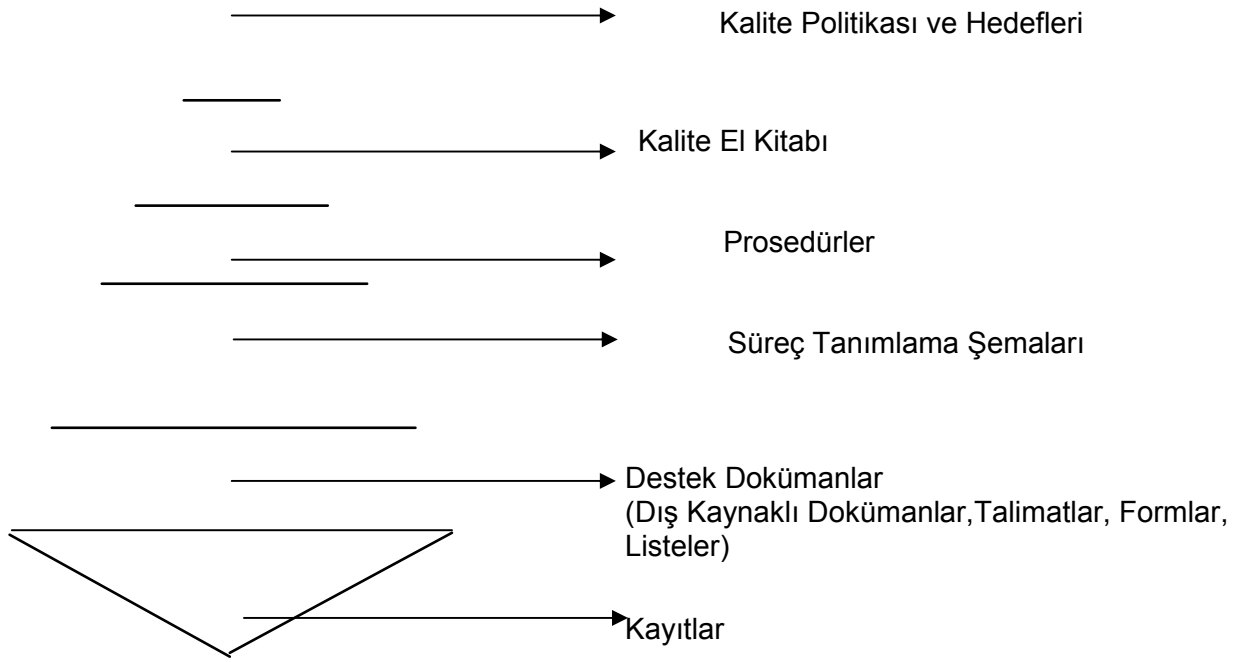 Kalite Politikası ve Hedefleri
Kalite El Kitabı
Prosedürler
Süreç Tanımlama Şemaları
Destek Dokümanlar
(Dış Kaynaklı Dokümanlar,Talimatlar, Formlar,
Listeler)
Kayıtlar